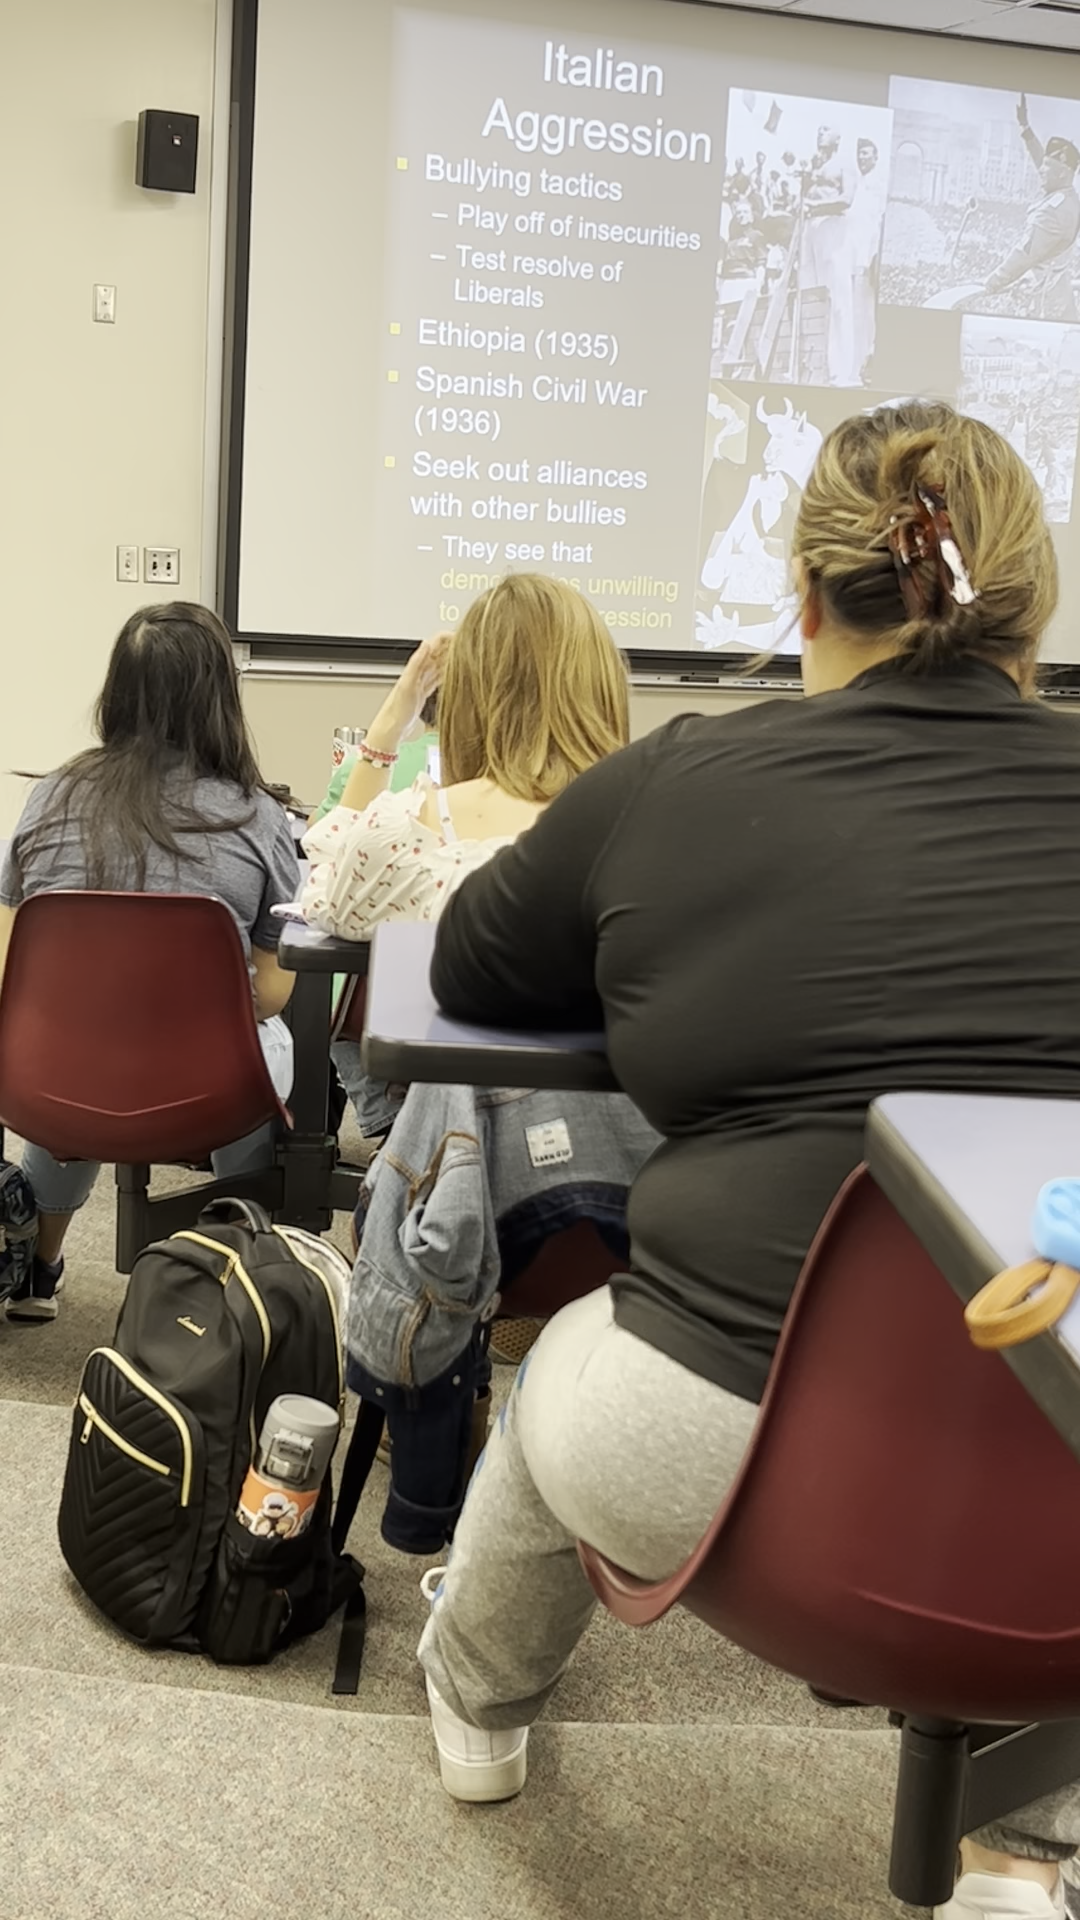 Italian
Aggression
Bullying tactics
– Play off of insecurities
– Test resolve of
Liberals
Ethiopia (1935)
Spanish Civil War
(1936)
Seek out alliances
with other bullies
– They see that
unwilling
to